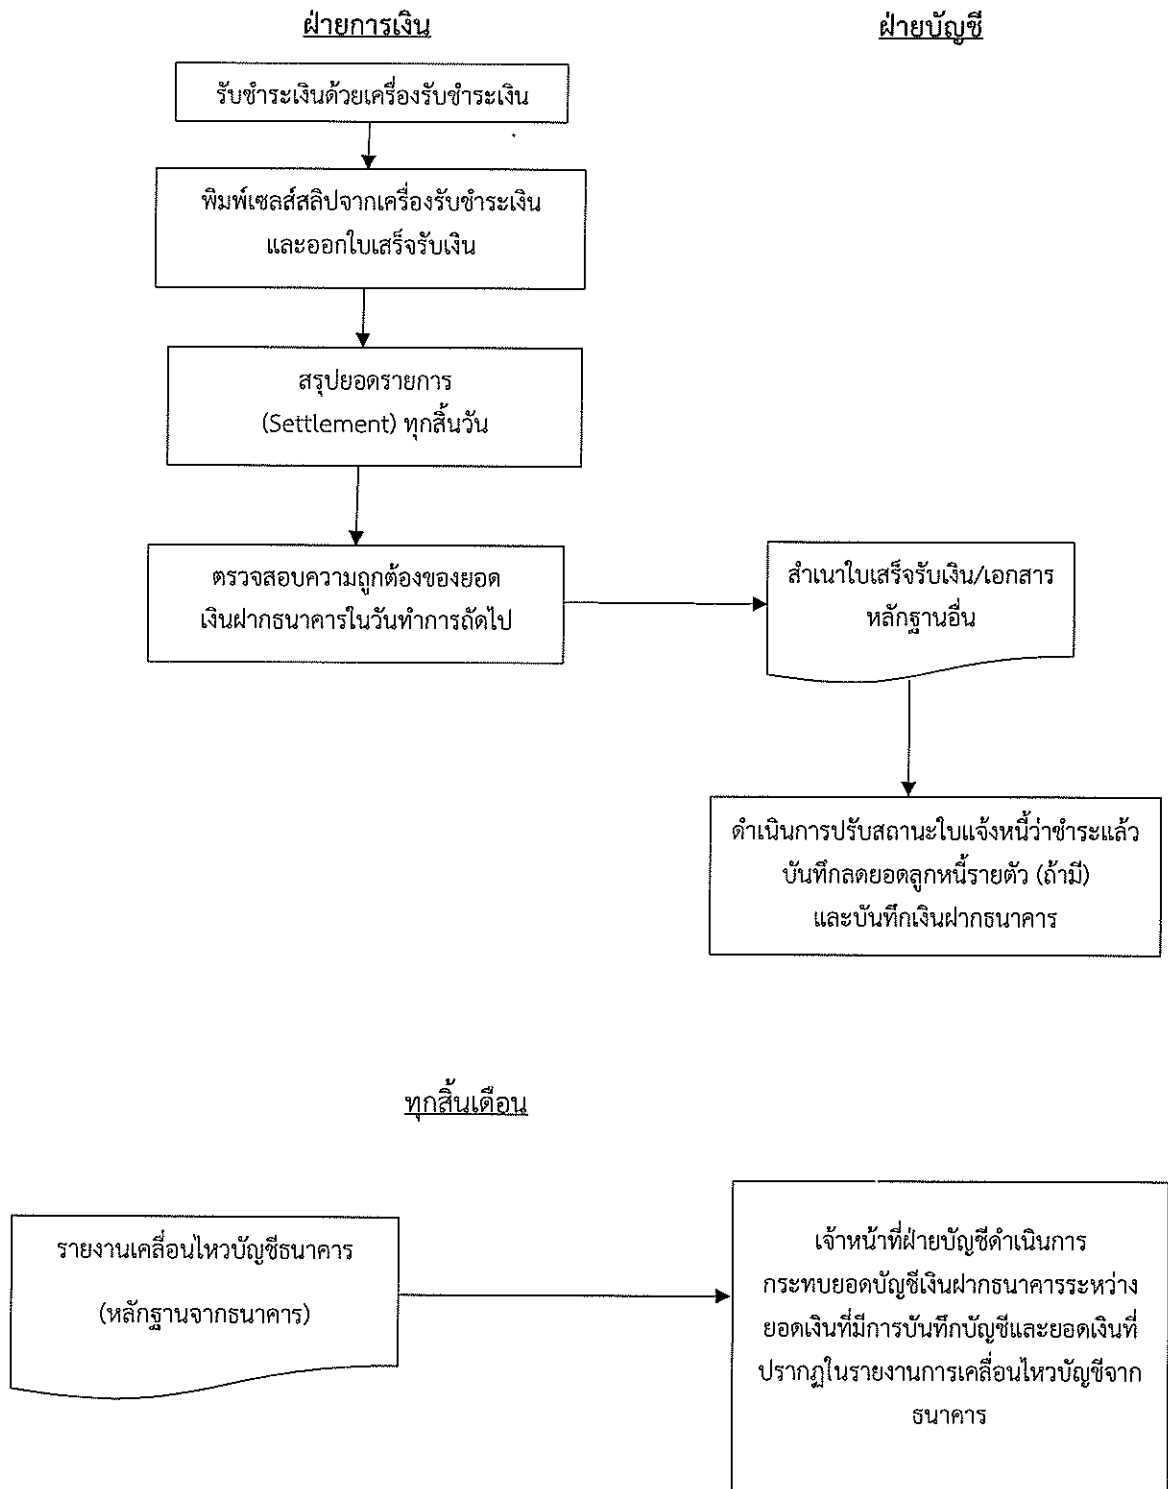 ฝ่ายการเงิน
ฝ่ายบัญชี
รับชำระเงินด้วยเครื่องรับชำระเงิน
พิมพ์เซลส์สลิปจากเครื่องรับชำระเงิน
และออกใบเสร็จรับเงิน
สรุปยอดรายการ
(Settlement) ทุกสิ้นวัน
ตรวจสอบความถูกต้องของยอด
เงินฝากธนาคารในวันทำการถัดไป
สำเนาใบเสร็จรับเงิน/เอกสาร
หลักฐานอื่น
ดำเนินการปรับสถานะใบแจ้งหนี้ว่าชำระแล้ว
บันทึกลดยอดลูกหนี้รายตัว (ถ้ามี)
และบันทึกเงินฝากธนาคาร
ทุกสิ้นเดือน
รายงานเคลื่อนไหวบัญชีธนาคาร
(หลักฐานจากธนาคาร)
เจ้าหน้าที่ฝ่ายบัญชีดำเนินการ
กระทบยอดบัญชีเงินฝากธนาคารระหว่าง
ยอดเงินที่มีการบันทึกบัญชีและยอดเงินที่
ปรากฏในรายงานการเคลื่อนไหวบัญชีจาก
ธนาคาร